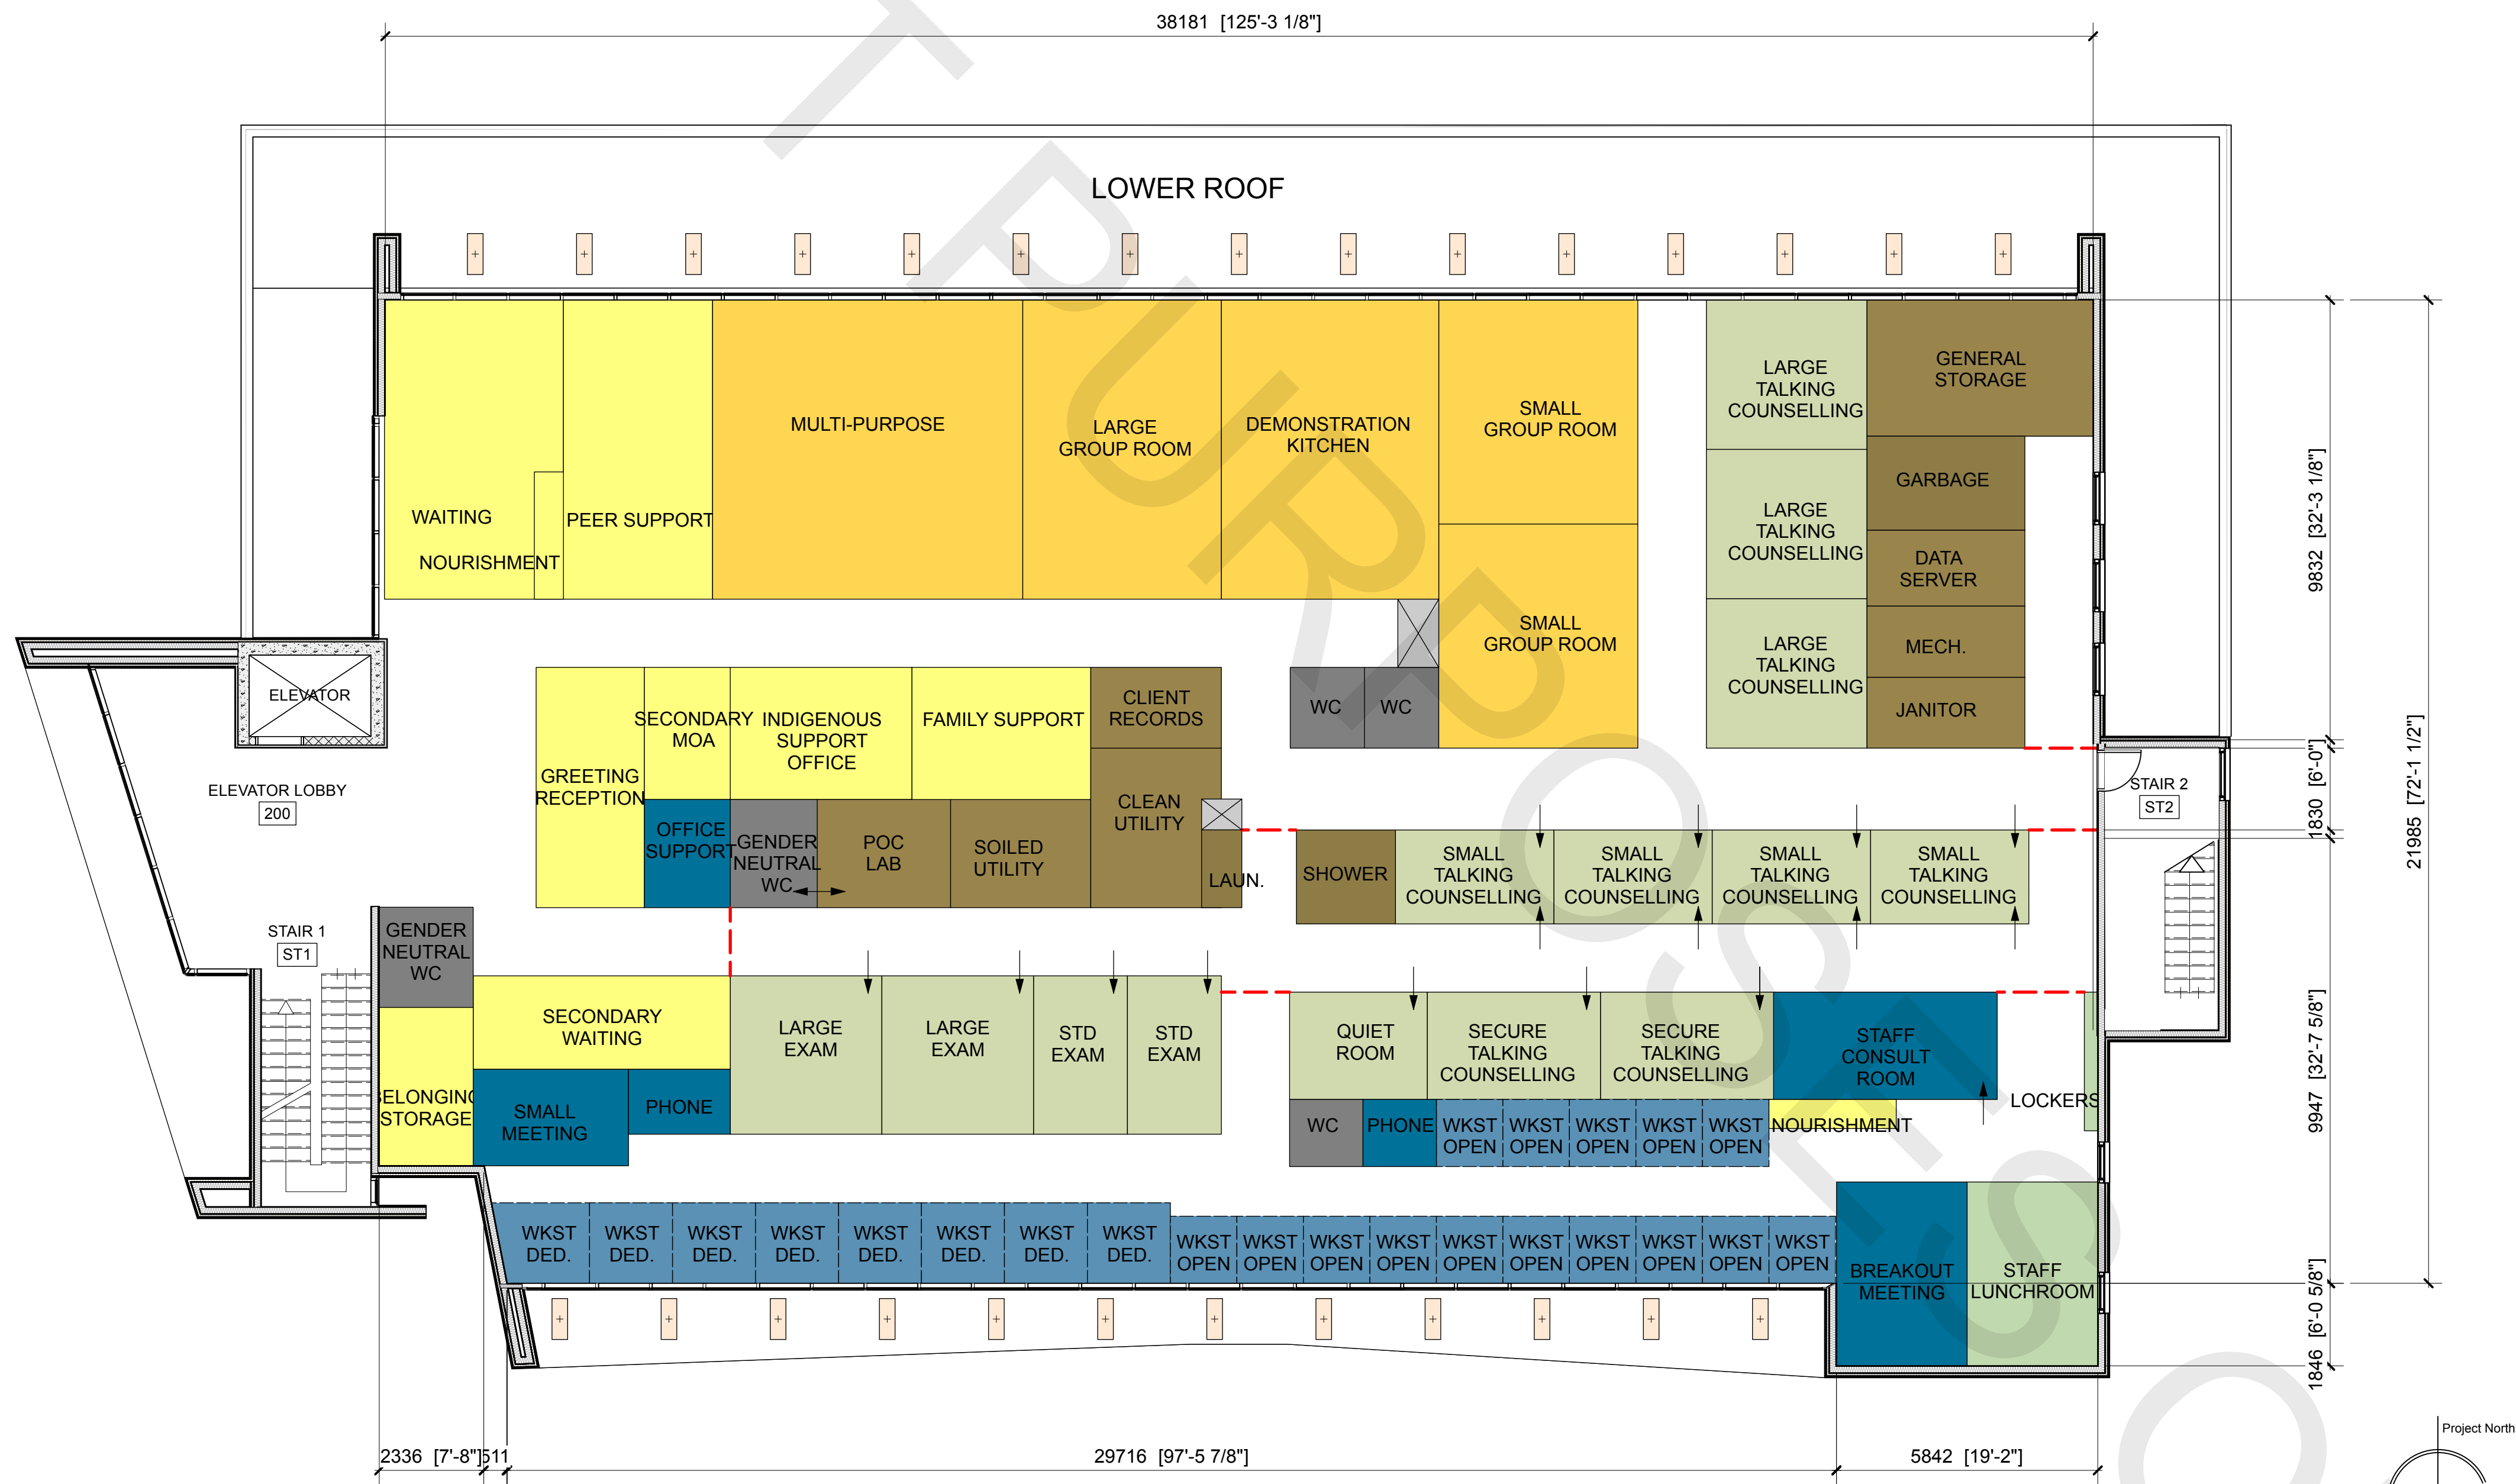 38181 [125'-3 1/8"]
LOWER ROOF
WAITING
NOURISHMENT
PEER SUPPORT
MULTI-PURPOSE
LARGE
GROUP ROOM
DEMONSTRATION
KITCHEN
SMALL
GROUP ROOM
SMALL
GROUP ROOM
LARGE
TALKING
COUNSELLING
LARGE
TALKING
COUNSELLING
LARGE
TALKING
COUNSELLING
GENERAL
STORAGE
GARBAGE
DATA
SERVER
MECH.
JANITOR
9832 [32'-3 1/8"]
1830 [6'-0"]
21985 [72'-1 1/2"]
9947 [32'-7 5/8"]
1846 [6'-0 5/8"]
ELEVATOR
ELEVATOR LOBBY
200
STAIR 1
ST1
GREETING
RECEPTION
SECONDARY
MOA
INDIGENOUS
SUPPORT
OFFICE
FAMILY SUPPORT
CLIENT
RECORDS
OFFICE
SUPPORT
GENDER
NEUTRAL
WC
POC
LAB
SOILED
UTILITY
CLEAN
UTILITY
LAUN.
WC
WC
STAIR 2
ST2
SHOWER
SMALL
TALKING
COUNSELLING
SMALL
TALKING
COUNSELLING
SMALL
TALKING
COUNSELLING
SMALL
TALKING
COUNSELLING
GENDER
NEUTRAL
WC
BELONGING
STORAGE
SECONDARY
WAITING
SMALL
MEETING
PHONE
LARGE
EXAM
LARGE
EXAM
STD
EXAM
STD
EXAM
QUIET
ROOM
SECURE
TALKING
COUNSELLING
SECURE
TALKING
COUNSELLING
STAFF
CONSULT
ROOM
LOCKERS
WC
PHONE
WKST
OPEN
WKST
OPEN
WKST
OPEN
WKST
OPEN
WKST
OPEN
NOURISHMENT
WKST
DED.
WKST
DED.
WKST
DED.
WKST
DED.
WKST
DED.
WKST
DED.
WKST
DED.
WKST
DED.
WKST
OPEN
WKST
OPEN
WKST
OPEN
WKST
OPEN
WKST
OPEN
WKST
OPEN
WKST
OPEN
WKST
OPEN
WKST
OPEN
WKST
OPEN
BREAKOUT
MEETING
STAFF
LUNCHROOM
2336 [7'-8"]
511
29716 [97'-5 7/8"]
5842 [19'-2"]
Project North
T PURPOSES O